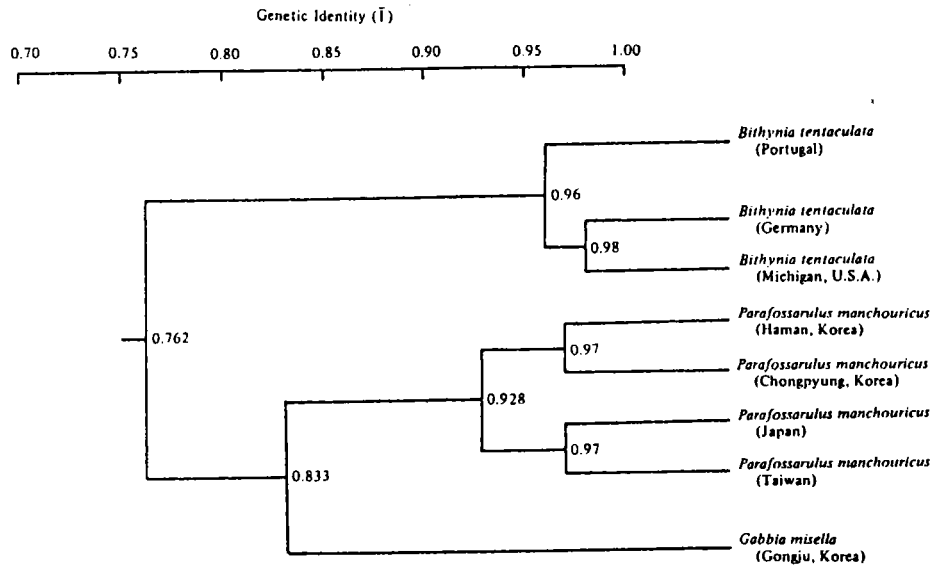 Genetic Identity (Ī)
0.70 0.75 0.80 0.85 0.90 0.95 1.00
Bithynia tentaculata
(Portugal)
0.96
Bithynia tentaculata
(Germany)
0.98
Bithynia tentaculata
(Michigan, U.S.A.)
Parafossarulus manchouricus
(Haman, Korea)
0.762
0.97
Parafossarulus manchouricus
(Chongpyung, Korea)
0.928
Parafossarulus manchouricus
(Japan)
0.97
Parafossarulus manchouricus
(Taiwan)
0.833
Gabbia misella
(Gongju, Korea)